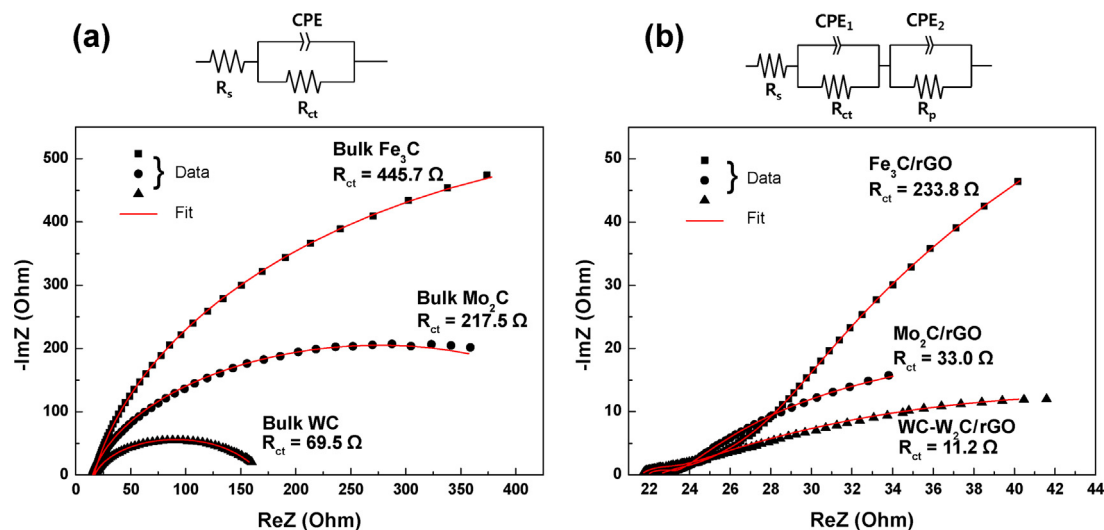 (a)
CPE
Rs
Rct
-ImZ (Ohm)
500
400
300
200
100
0
0 50 100 150 200 250 300 350 400
ReZ (Ohm)
Data
Fit
Bulk Fe₃C
Rct = 445.7 Ω
Bulk Mo₂C
Rct = 217.5 Ω
Bulk WC
Rct = 69.5 Ω
(b)
CPE₁ CPE₂
Rs
Rct Rp
-ImZ (Ohm)
50
40
30
20
10
0
22 24 26 28 30 32 34 36 38 40 42 44
ReZ (Ohm)
Data
Fit
Fe₃C/rGO
Rct = 233.8 Ω
Mo₂C/rGO
Rct = 33.0 Ω
WC-W₂C/rGO
Rct = 11.2 Ω